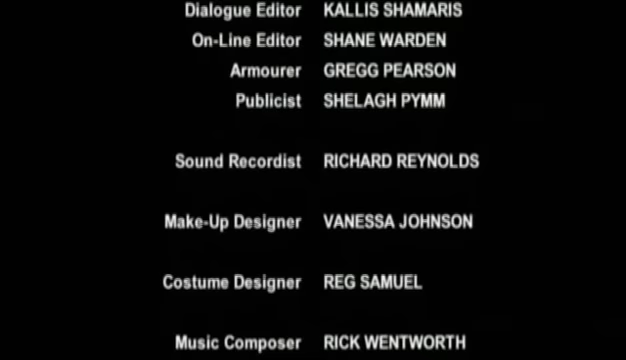 Dialogue Editor KALLIS SHAMARIS
On-Line Editor SHANE WARDEN
Armourer GREGG PEARSON
Publicist SHELAGH PYMM
Sound Recordist RICHARD REYNOLDS
Make-Up Designer VANESSA JOHNSON
Costume Designer REG SAMUEL
Music Composer RICK WENTWORTH